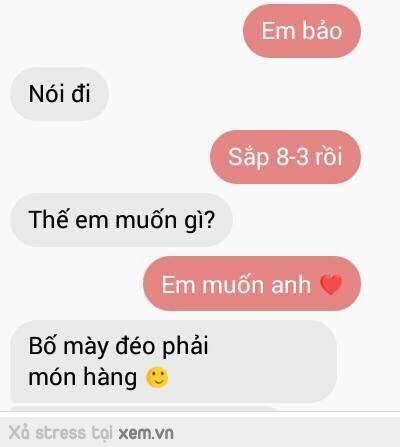 Em bảo
Nói đi
Sắp 8-3 rồi
Thế em muốn gì?
Em muốn anh ❤️
Bố mày đéo phải
món hàng 🙂
Xả stress tại xem.vn